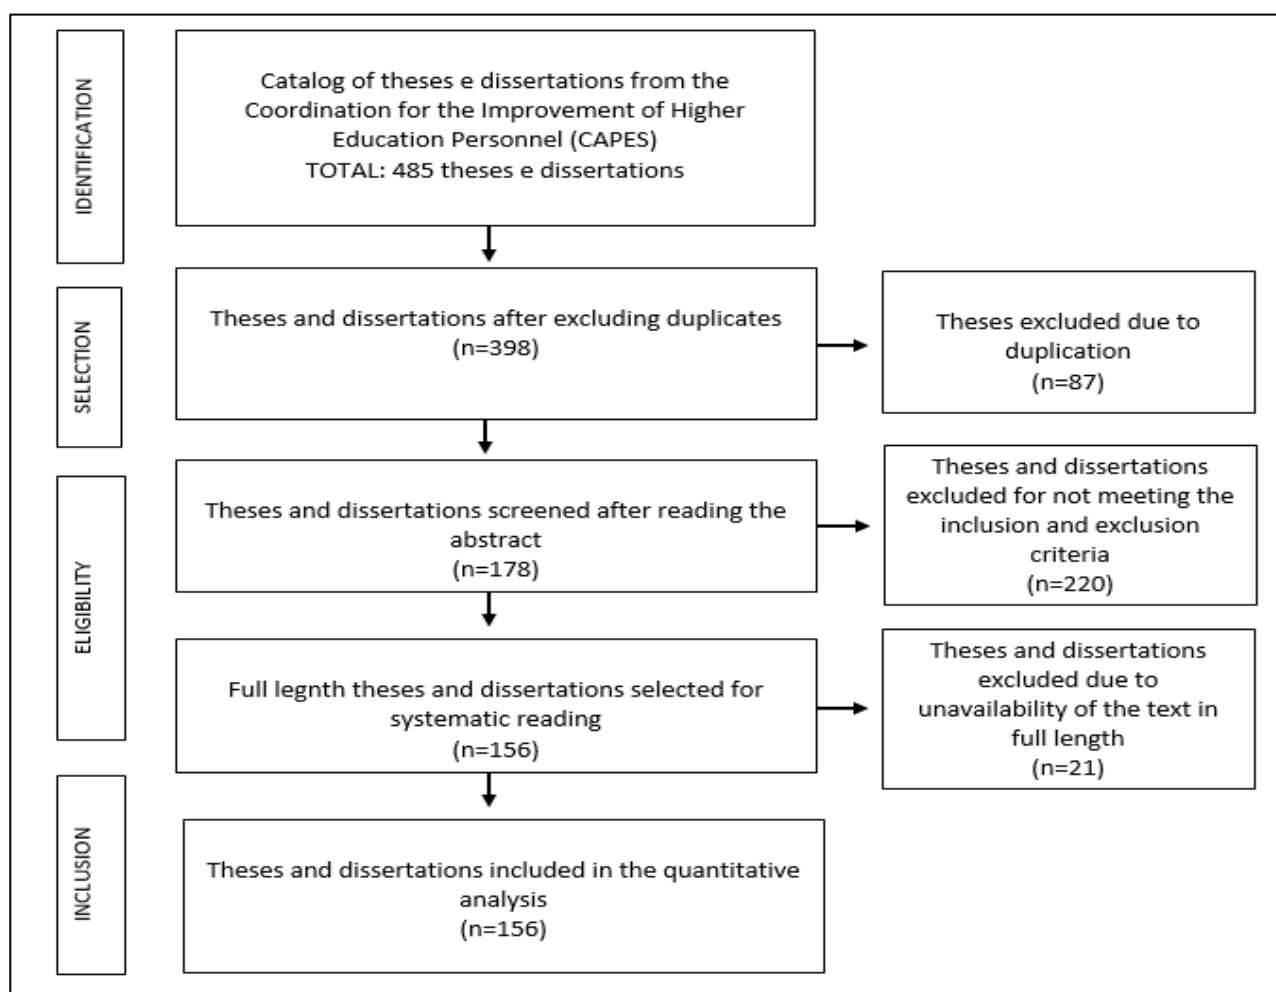 IDENTIFICATION
Catalog of theses e dissertations from the
Coordination for the Improvement of Higher
Education Personnel (CAPES)
TOTAL: 485 theses e dissertations
SELECTION
Theses and dissertations after excluding duplicates
(n=398)
Theses excluded due to
duplication
(n=87)
ELIGIBILITY
Theses and dissertations screened after reading the
abstract
(n=178)
Theses and dissertations
excluded for not meeting the
inclusion and exclusion
criteria
(n=220)
Full legnth theses and dissertations selected for
systematic reading
(n=156)
Theses and dissertations
excluded due to
unavailability of the text in
full length
(n=21)
INCLUSION
Theses and dissertations included in the quantitative
analysis
(n=156)